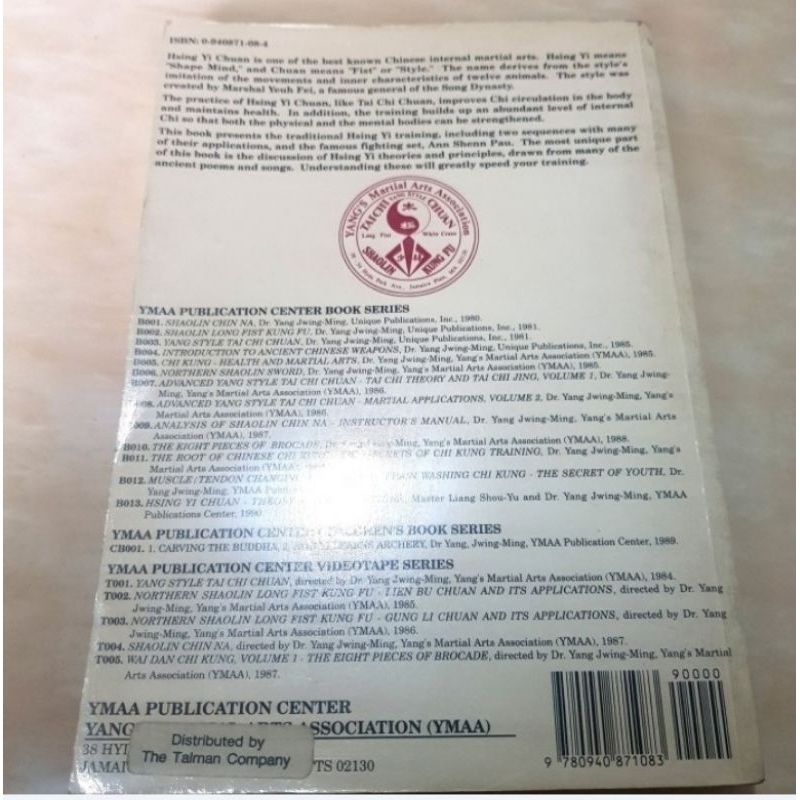 ISBN: 0-940871-08-4
Hsing Yi Chuan is one of the best known Chinese internal martial arts. Hsing Yi means
"Shape Mind," and Chuan means "Fist" or "Style." The name derives from the style's
imitation of the movements and inner characteristics of twelve animals. The style was
created by Marshal Yeuh Fei, a famous general of the Song Dynasty.
The practice of Hsing Yi Chuan, like Tai Chi Chuan, improves Chi circulation in the body
and maintains health. In addition, the training builds up an abundant level of internal
Chi so that both the physical and the mental bodies can be strengthened.
This book presents the traditional Hsing Yi training, including two sequences with many
of their applications, and the famous fighting set, Ann Shenn Pau. The most unique part
of this book is the discussion of Hsing Yi theories and principles, drawn from many of the
ancient poems and songs. Understanding these will greatly speed your training.
YANG'S Martial Arts Association
TAICHI YANG STYLE CHUAN
Long Fist White Crane
SHAOLIN KUNG FU
38 Hyde Park Ave., Jamaica Plain, MA 02130
YMAA PUBLICATION CENTER BOOK SERIES
B001. SHAOLIN CHIN NA, Dr. Yang Jwing-Ming, Unique Publications, Inc., 1980.
B002. SHAOLIN LONG FIST KUNG FU, Dr. Yang Jwing-Ming, Unique Publications, Inc., 1981.
B003. YANG STYLE TAI CHI CHUAN, Dr. Yang Jwing-Ming, Unique Publications, Inc., 1981.
B004. INTRODUCTION TO ANCIENT CHINESE WEAPONS, Dr. Yang Jwing-Ming, Unique Publications, Inc., 1985.
B005. CHI KUNG - HEALTH AND MARTIAL ARTS, Dr. Yang Jwing-Ming, Yang's Martial Arts Association (YMAA), 1985.
B006. NORTHERN SHAOLIN SWORD, Dr. Yang Jwing-Ming, Yang's Martial Arts Association (YMAA), 1985.
B007. ADVANCED YANG STYLE TAI CHI CHUAN - TAI CHI THEORY AND TAI CHI JING, VOLUME 1, Dr. Yang Jwing-
Ming, Yang's Martial Arts Association (YMAA), 1986.
B008. ADVANCED YANG STYLE TAI CHI CHUAN - MARTIAL APPLICATIONS, VOLUME 2, Dr. Yang Jwing-Ming, Yang's
Martial Arts Association (YMAA), 1986.
B009. ANALYSIS OF SHAOLIN CHIN NA - INSTRUCTOR'S MANUAL, Dr. Yang Jwing-Ming, Yang's Martial Arts
Association (YMAA), 1987.
B010. THE EIGHT PIECES OF BROCADE, Dr. Yang Jwing-Ming, Yang's Martial Arts Association (YMAA), 1988.
B011. THE ROOT OF CHINESE CHI KUNG - SECRETS OF CHI KUNG TRAINING, Dr. Yang Jwing-Ming, Yang's
Martial Arts Association (YMAA),
B012. MUSCLE/TENDON CHANGING WASHING CHI KUNG - THE SECRET OF YOUTH, Dr.
Yang Jwing-Ming, YMAA
B013. HSING YI CHUAN - THEORY Master Liang Shou-Yu and Dr. Yang Jwing-Ming, YMAA
Publications Center, 1990.
YMAA PUBLICATION CENTER CHILDREN'S BOOK SERIES
CB001. 1. CARVING THE BUDDHA, 2. ARCHERY, Dr Yang, Jwing-Ming, YMAA Publication Center, 1989.
YMAA PUBLICATION CENTER VIDEOTAPE SERIES
T001. YANG STYLE TAI CHI CHUAN, directed by Dr. Yang Jwing-Ming, Yang's Martial Arts Association (YMAA), 1984.
T002. NORTHERN SHAOLIN LONG FIST KUNG FU - LIEN BU CHUAN AND ITS APPLICATIONS, directed by Dr. Yang
Jwing-Ming, Yang's Martial Arts Association (YMAA), 1985.
T003. NORTHERN SHAOLIN LONG FIST KUNG FU - GUNG LI CHUAN AND ITS APPLICATIONS, directed by Dr. Yang
Jwing-Ming, Yang's Martial Arts Association (YMAA), 1986.
T004. SHAOLIN CHIN NA, directed by Dr. Yang Jwing-Ming, Yang's Martial Arts Association (YMAA), 1987.
T005. WAI DAN CHI KUNG, VOLUME 1 - THE EIGHT PIECES OF BROCADE, directed by Dr. Yang Jwing-Ming, Yang's Martial
Arts Association (YMAA), 1987.
YMAA PUBLICATION CENTER
YANG ASSOCIATION (YMAA)
38 HYD
JAMAI TS 02130
Distributed by
The Talman Company
90000
9 780940 871083